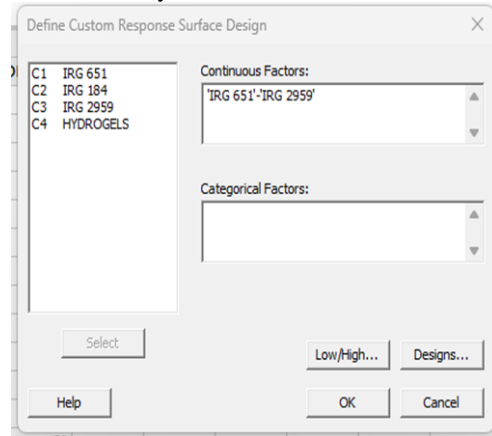 Define Custom Response Surface Design
C1 IRG 651
C2 IRG 184
C3 IRG 2959
C4 HYDROGELS
Continuous Factors:
'IRG 651'-'IRG 2959'
Categorical Factors:
Select
Low/High...
Designs...
Help
OK
Cancel